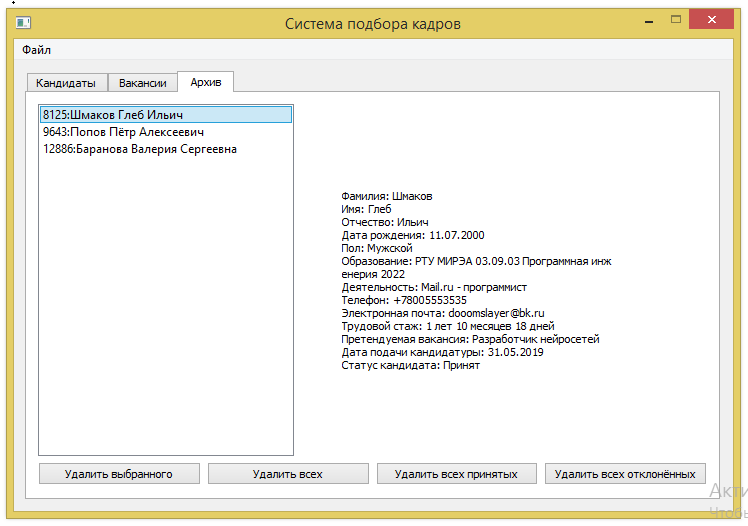 Система подбора кадров
Файл
Кандидаты Вакансии Архив
8125:Шмаков Глеб Ильич
9643:Попов Пётр Алексеевич
12886:Баранова Валерия Сергеевна
Фамилия: Шмаков
Имя: Глеб
Отчество: Ильич
Дата рождения: 11.07.2000
Пол: Мужской
Образование: РТУ МИРЭА 03.09.03 Программная инж
енерия 2022
Деятельность: Mail.ru - программист
Телефон: +78005553535
Электронная почта: dooomslayer@bk.ru
Трудовой стаж: 1 лет 10 месяцев 18 дней
Претендуемая вакансия: Разработчик нейросетей
Дата подачи кандидатуры: 31.05.2019
Статус кандидата: Принят
Удалить выбранного Удалить всех Удалить всех принятых Удалить всех отклонённых
Акти
Чтобы